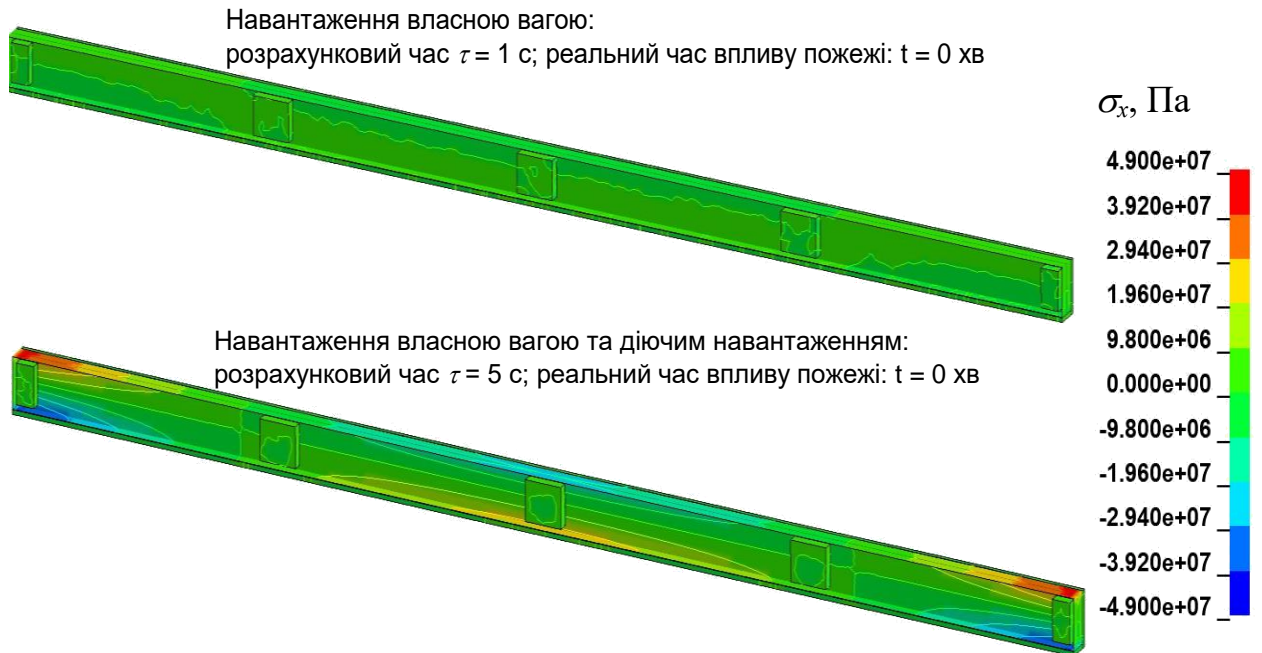 Навантаження власною вагою:
розрахунковий час τ = 1 с; реальний час впливу пожежі: t = 0 хв
σx, Па
4.900e+07
3.920e+07
2.940e+07
1.960e+07
9.800e+06
0.000e+00
-9.800e+06
-1.960e+07
-2.940e+07
-3.920e+07
-4.900e+07
Навантаження власною вагою та діючим навантаженням:
розрахунковий час τ = 5 с; реальний час впливу пожежі: t = 0 хв